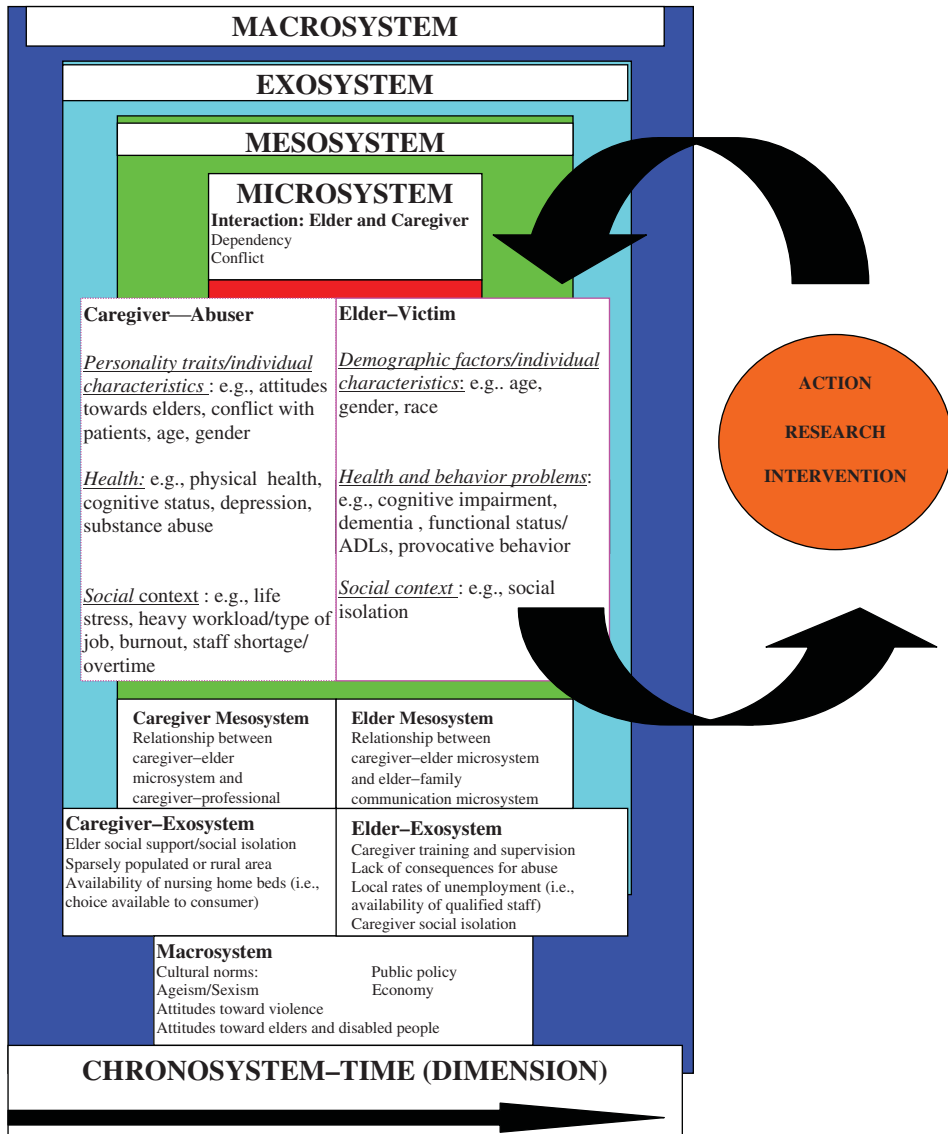 MACROSYSTEM
EXOSYSTEM
MESOSYSTEM
MICROSYSTEM
Interaction: Elder and Caregiver
Dependency
Conflict
Caregiver—Abuser
Personality traits/individual
characteristics : e.g., attitudes
towards elders, conflict with
patients, age, gender
Health: e.g., physical health,
cognitive status, depression,
substance abuse
Social context : e.g., life
stress, heavy workload/type of
job, burnout, staff shortage/
overtime
Elder–Victim
Demographic factors/individual
characteristics: e.g.. age,
gender, race
Health and behavior problems:
e.g., cognitive impairment,
dementia , functional status/
ADLs, provocative behavior
Social context : e.g., social
isolation
ACTION
RESEARCH
INTERVENTION
Caregiver Mesosystem
Relationship between
caregiver–elder
microsystem and
caregiver–professional
Elder Mesosystem
Relationship between
caregiver–elder microsystem
and elder–family
communication microsystem
Caregiver–Exosystem
Elder social support/social isolation
Sparsely populated or rural area
Availability of nursing home beds (i.e.,
choice available to consumer)
Elder–Exosystem
Caregiver training and supervision
Lack of consequences for abuse
Local rates of unemployment (i.e.,
availability of qualified staff)
Caregiver social isolation
Macrosystem
Cultural norms: Public policy
Ageism/Sexism Economy
Attitudes toward violence
Attitudes toward elders and disabled people
CHRONOSYSTEM–TIME (DIMENSION)